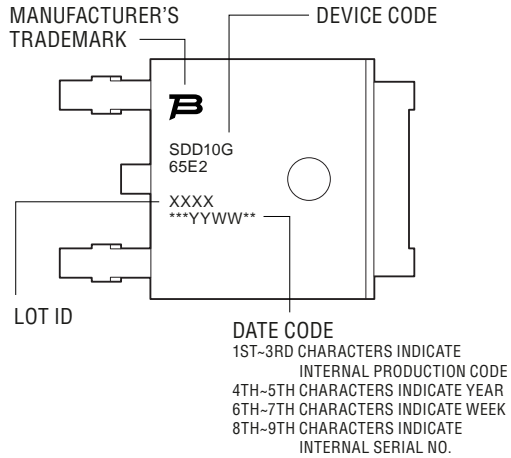 MANUFACTURER’S
TRADEMARK
DEVICE CODE
SDD10G
65E2
XXXX
***YYWW**
LOT ID
DATE CODE
1ST~3RD CHARACTERS INDICATE
INTERNAL PRODUCTION CODE
4TH~5TH CHARACTERS INDICATE YEAR
6TH~7TH CHARACTERS INDICATE WEEK
8TH~9TH CHARACTERS INDICATE
INTERNAL SERIAL NO.